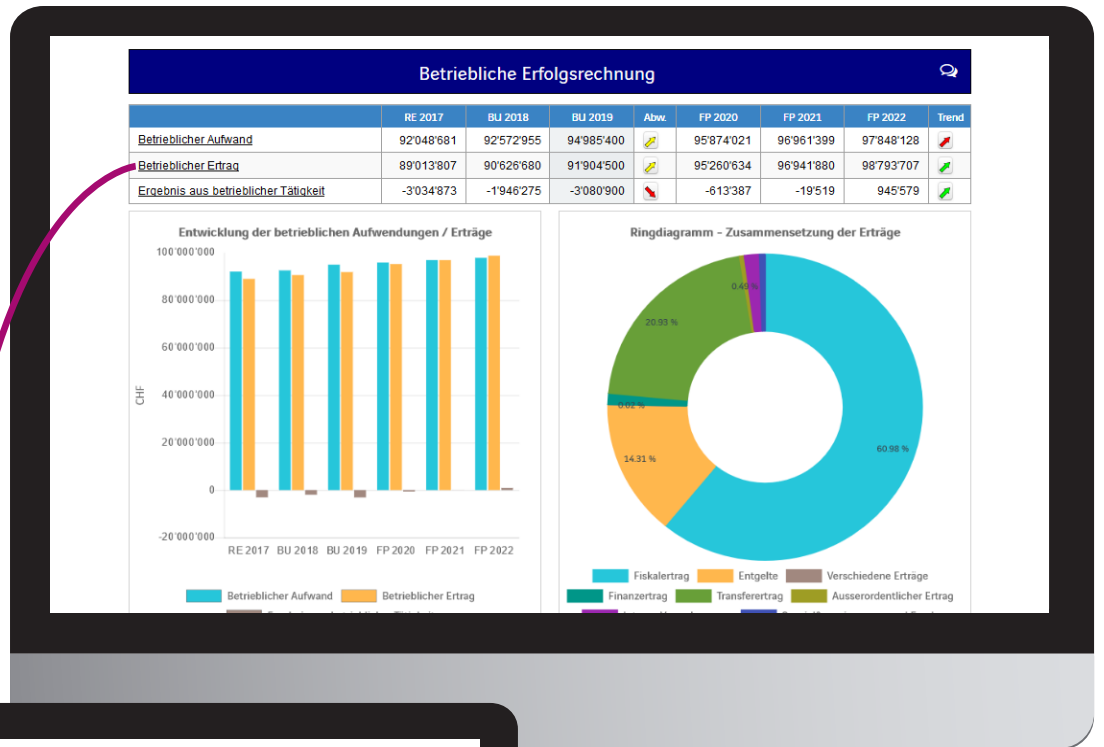 Betriebliche Erfolgsrechnung
RE 2017 BU 2018 BU 2019 Abw. FP 2020 FP 2021 FP 2022 Trend
Betrieblicher Aufwand 92'048'681 92'572'955 94'985'400 95'874'021 96'961'399 97'848'128
Betrieblicher Ertrag 89'013'807 90'626'680 91'904'500 95'260'634 96'941'880 98'793'707
Ergebnis aus betrieblicher Tätigkeit -3'034'873 -1'946'275 -3'080'900 -613'387 -19'519 945'579
Entwicklung der betrieblichen Aufwendungen / Erträge
100'000'000
80'000'000
60'000'000
40'000'000
20'000'000
0
-20'000'000
CHF
RE 2017 BU 2018 BU 2019 FP 2020 FP 2021 FP 2022
Betrieblicher Aufwand Betrieblicher Ertrag
Ringdiagramm - Zusammensetzung der Erträge
0.49 %
20.93 %
0.02 %
14.31 %
60.98 %
Fiskalertrag Entgelte Verschiedene Erträge
Finanzertrag Transferertrag Ausserordentlicher Ertrag